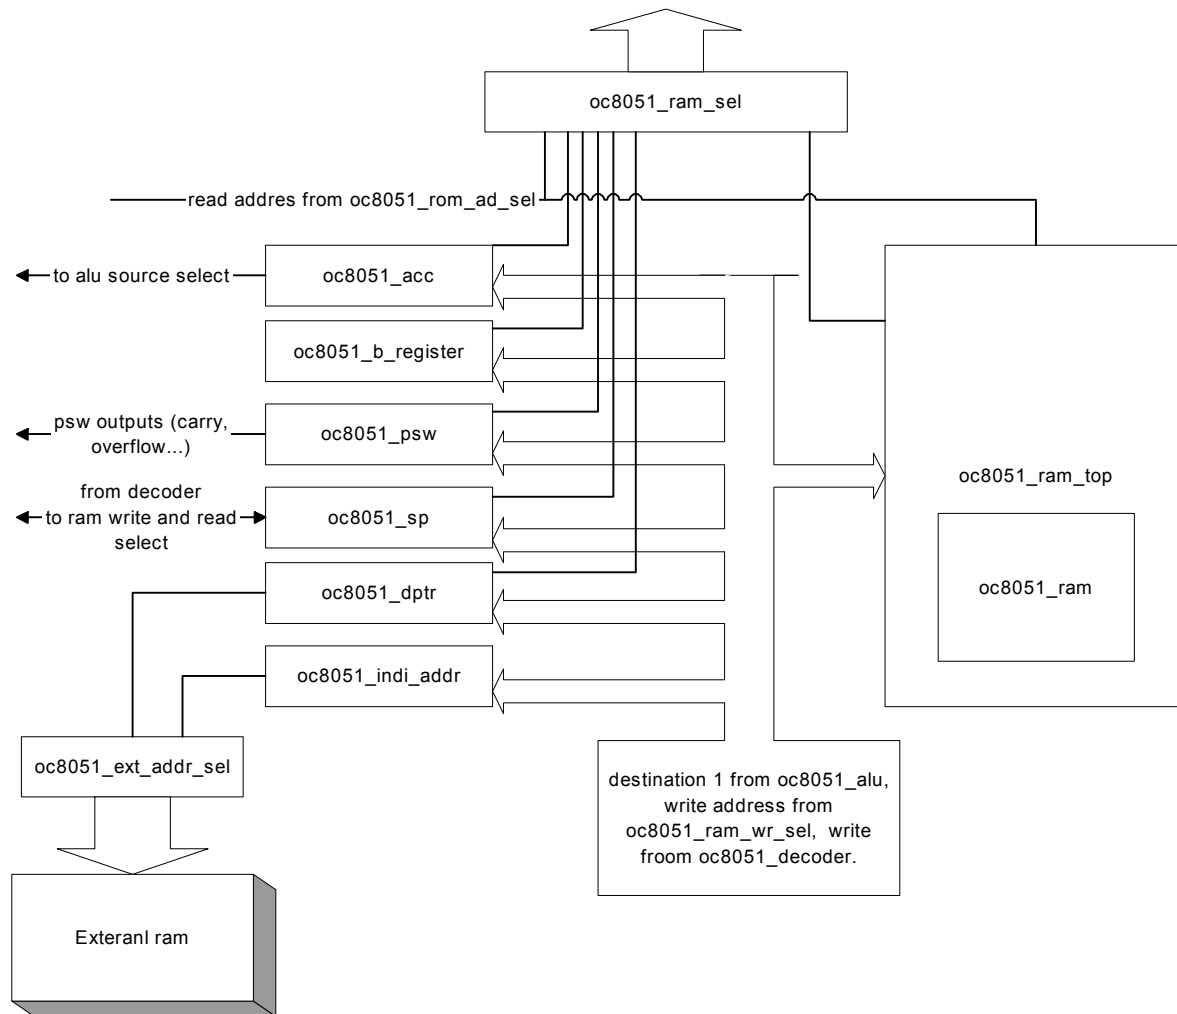 oc8051_ram_sel
read addres from oc8051_rom_ad_sel
to alu source select
oc8051_acc
oc8051_b_register
psw outputs (carry,
overflow...)
oc8051_psw
from decoder
to ram write and read
select
oc8051_sp
oc8051_ram_top
oc8051_ram
oc8051_dptr
oc8051_indi_addr
oc8051_ext_addr_sel
destination 1 from oc8051_alu,
write address from
oc8051_ram_wr_sel, write
froom oc8051_decoder.
Exteranl ram